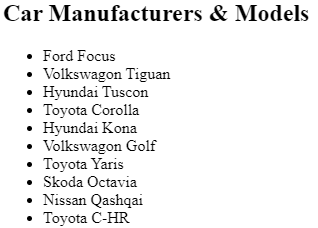 Car Manufacturers & Models
Ford Focus
Volkswagon Tiguan
Hyundai Tuscon
Toyota Corolla
Hyundai Kona
Volkswagon Golf
Toyota Yaris
Skoda Octavia
Nissan Qashqai
Toyota C-HR